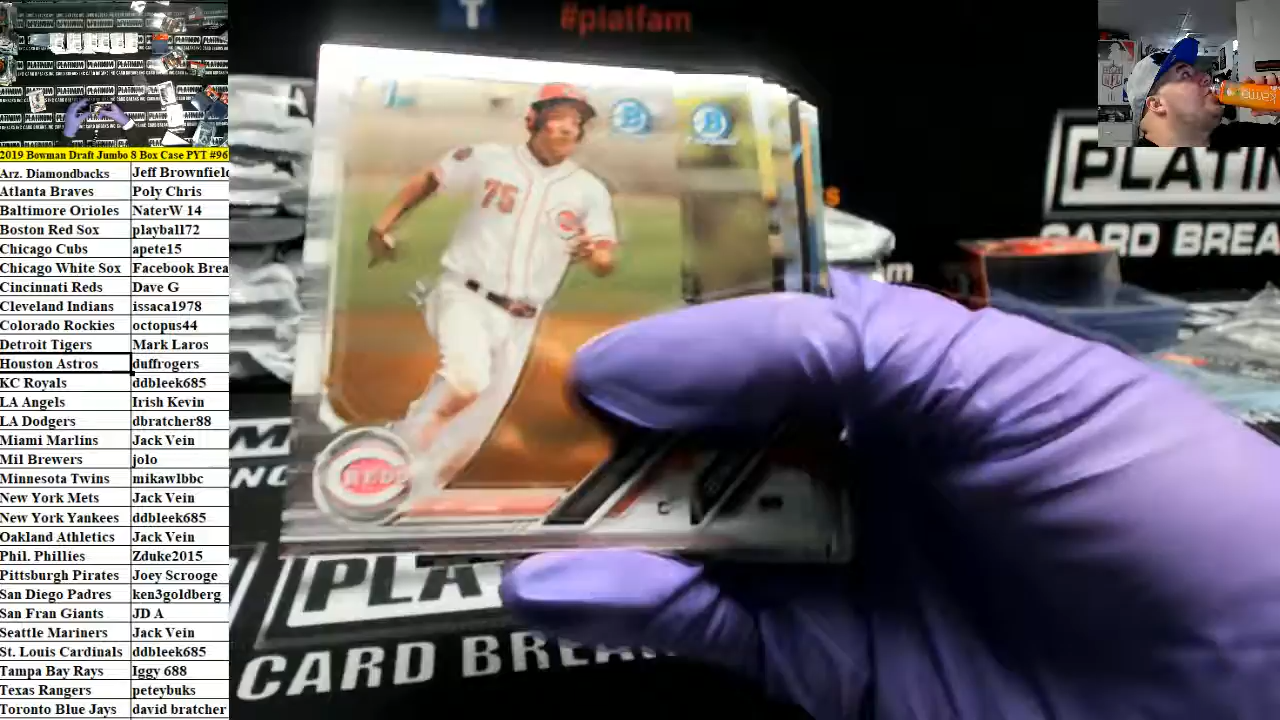 #platfam
2019 Bowman Draft Jumbo 8 Box Case PYT #96
Arz. Diamondbacks Jeff Brownfiel
Atlanta Braves Poly Chris
Baltimore Orioles NaterW 14
Boston Red Sox playball72
Chicago Cubs apete15
Chicago White Sox Facebook Brea
Cincinnati Reds Dave G
Cleveland Indians issaca1978
Colorado Rockies octopus44
Detroit Tigers Mark Laros
Houston Astros duffrogers
KC Royals ddbleek685
LA Angels Irish Kevin
LA Dodgers dbratcher88
Miami Marlins Jack Vein
Mil Brewers jolo
Minnesota Twins mikawlbbc
New York Mets Jack Vein
New York Yankees ddbleek685
Oakland Athletics Jack Vein
Phil. Phillies Zduke2015
Pittsburgh Pirates Joey Scrooge
San Diego Padres ken3goldberg
San Fran Giants JD A
Seattle Mariners Jack Vein
St. Louis Cardinals ddbleek685
Tampa Bay Rays Iggy 688
Texas Rangers peteybuks
Toronto Blue Jays david bratcher
1st
75
REDS
PLATIN
CARD BREA
PLA
CARD BREA